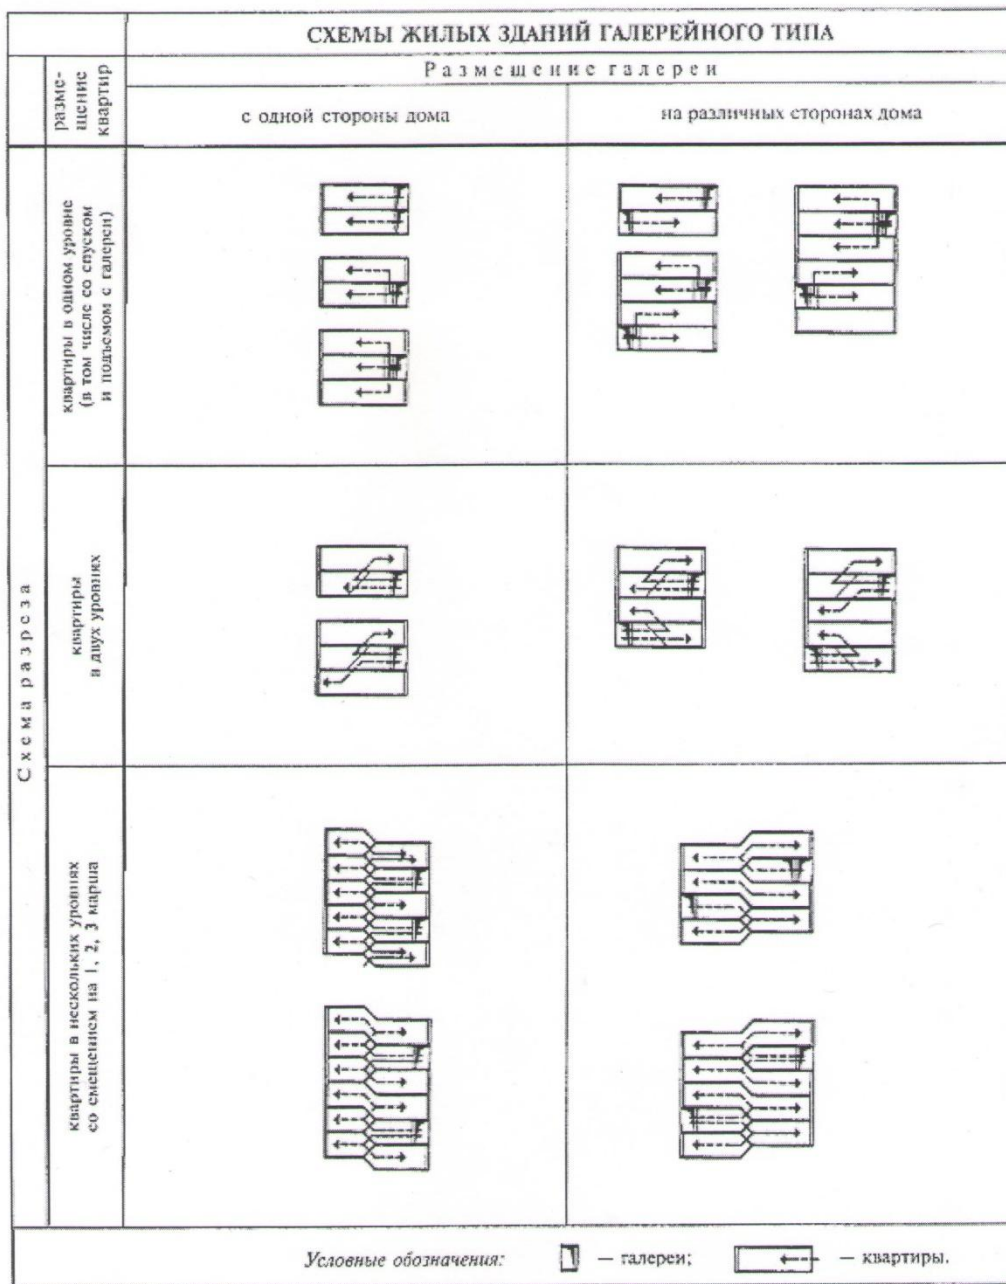 СХЕМЫ ЖИЛЫХ ЗДАНИЙ ГАЛЕРЕЙНОГО ТИПА
Размещение галереи
разме-
щение
квартир
с одной стороны дома
на различных сторонах дома
Схема разреза
квартиры в одном уровне
(в том числе со спуском
и подъемом с галереи)
квартиры
в двух уровнях
квартиры в нескольких уровнях
со смещением на 1, 2, 3 марша
Условные обозначения:
— галереи;
— квартиры.